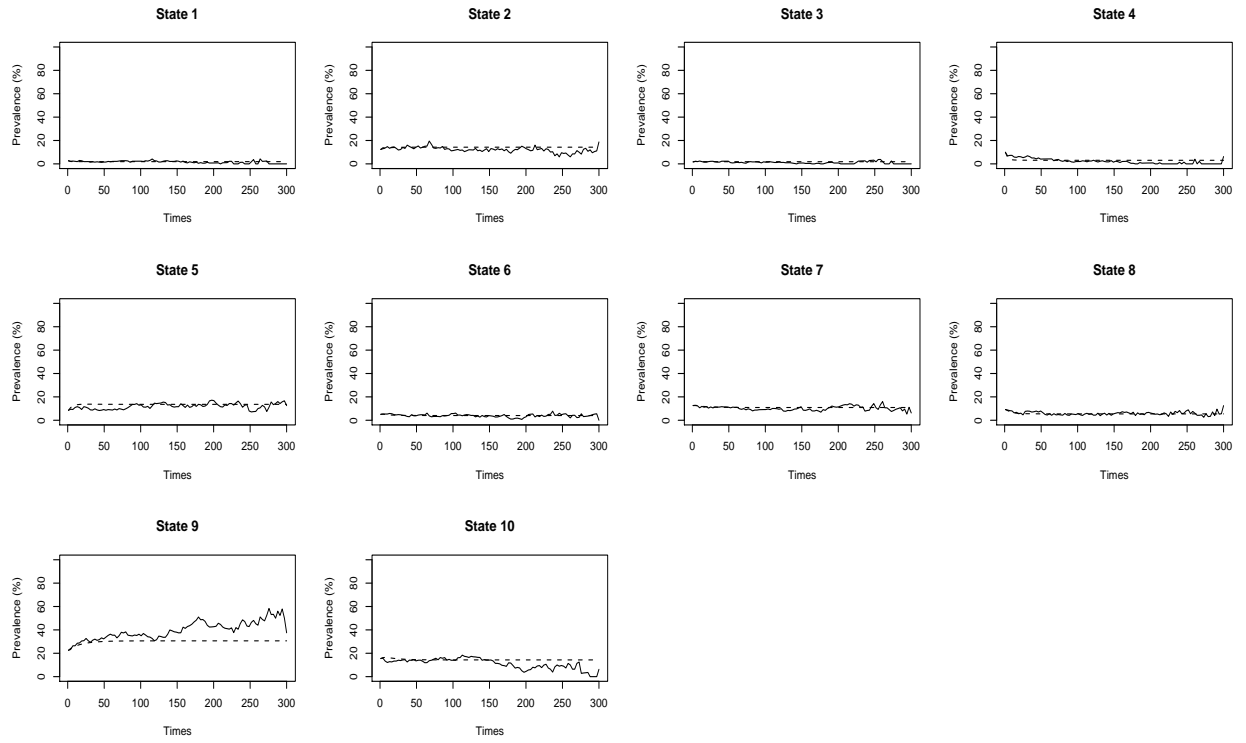 State 1
Prevalence (%)
0 20 40 60 80
0 50 100 150 200 250 300
Times
State 2
Prevalence (%)
0 20 40 60 80
0 50 100 150 200 250 300
Times
State 3
Prevalence (%)
0 20 40 60 80
0 50 100 150 200 250 300
Times
State 4
Prevalence (%)
0 20 40 60 80
0 50 100 150 200 250 300
Times
State 5
Prevalence (%)
0 20 40 60 80
0 50 100 150 200 250 300
Times
State 6
Prevalence (%)
0 20 40 60 80
0 50 100 150 200 250 300
Times
State 7
Prevalence (%)
0 20 40 60 80
0 50 100 150 200 250 300
Times
State 8
Prevalence (%)
0 20 40 60 80
0 50 100 150 200 250 300
Times
State 9
Prevalence (%)
0 20 40 60 80
0 50 100 150 200 250 300
Times
State 10
Prevalence (%)
0 20 40 60 80
0 50 100 150 200 250 300
Times